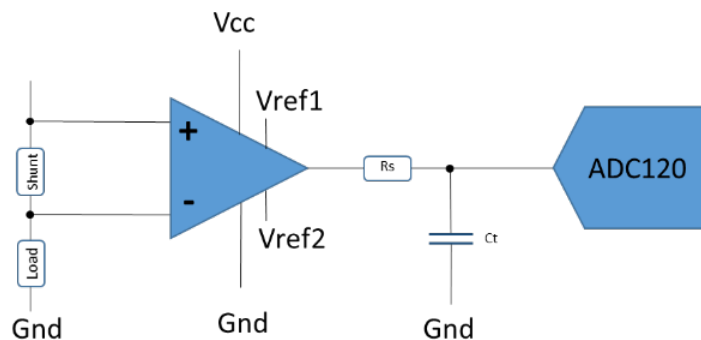 Vcc
Vref1
+
Shunt
Rs
ADC120
-
Load
Vref2
Ct
Gnd
Gnd
Gnd